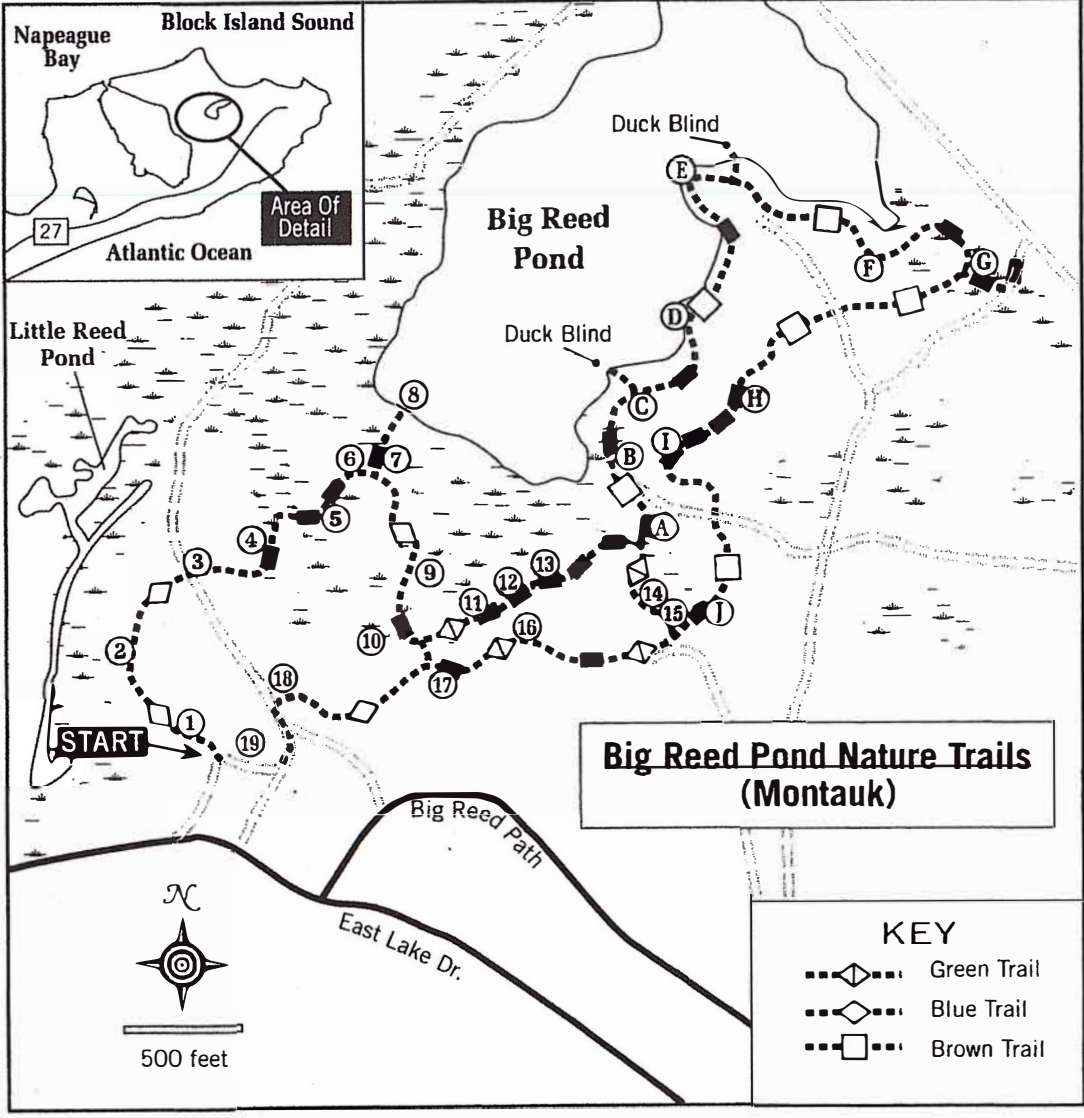 Block Island Sound
Napeague
Bay
27
Area Of
Detail
Atlantic Ocean
Duck Blind
E
Big Reed
Pond
F
G
D
Duck Blind
Little Reed
Pond
8
C
H
I
B
6
7
5
4
A
3
9
13
12
14
11
15
J
10
16
2
17
18
1
START
19
Big Reed Pond Nature Trails
(Montauk)
Big Reed Path
East Lake Dr.
N
500 feet
KEY
Green Trail
Blue Trail
Brown Trail